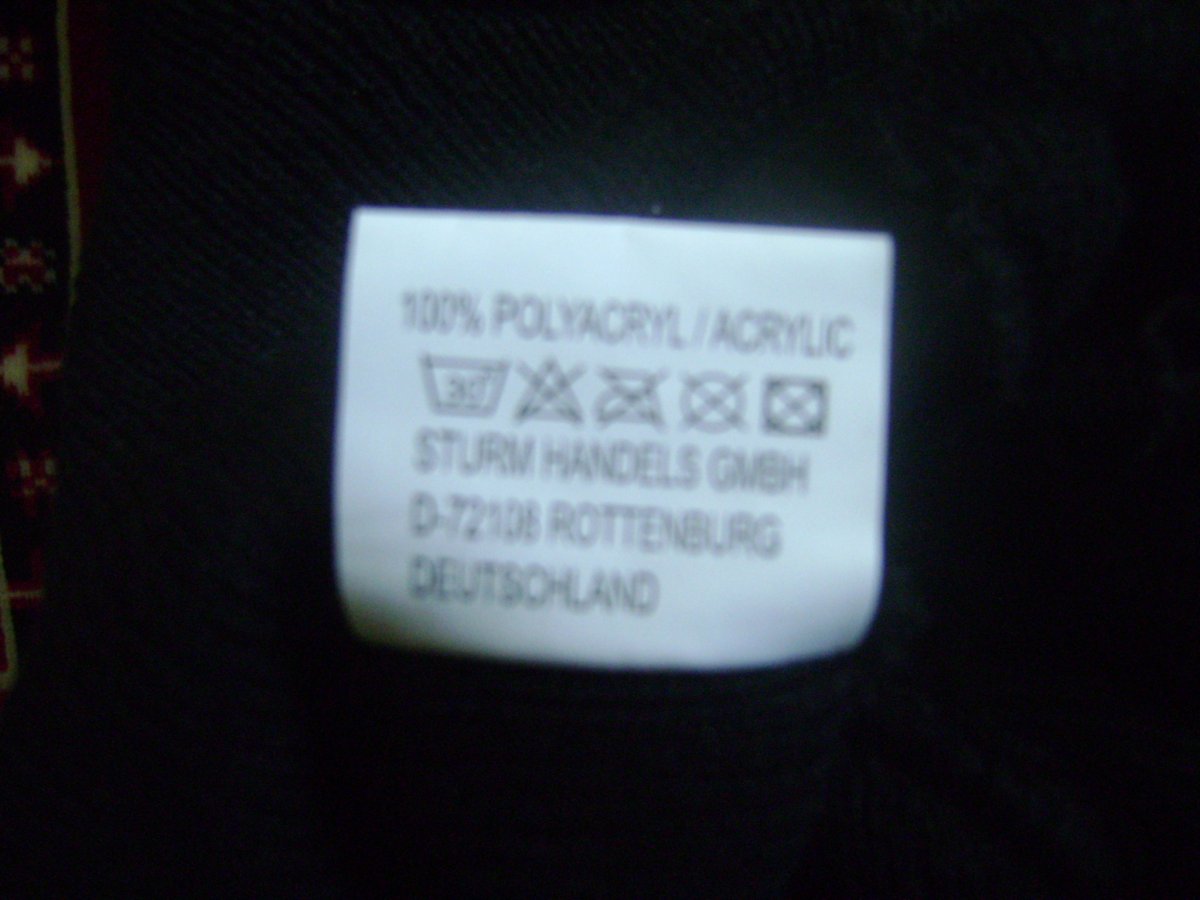 100% POLYACRYL / ACRYLIC
30
STURM HANDELS GMBH
D-72108 ROTTENBURG
DEUTSCHLAND